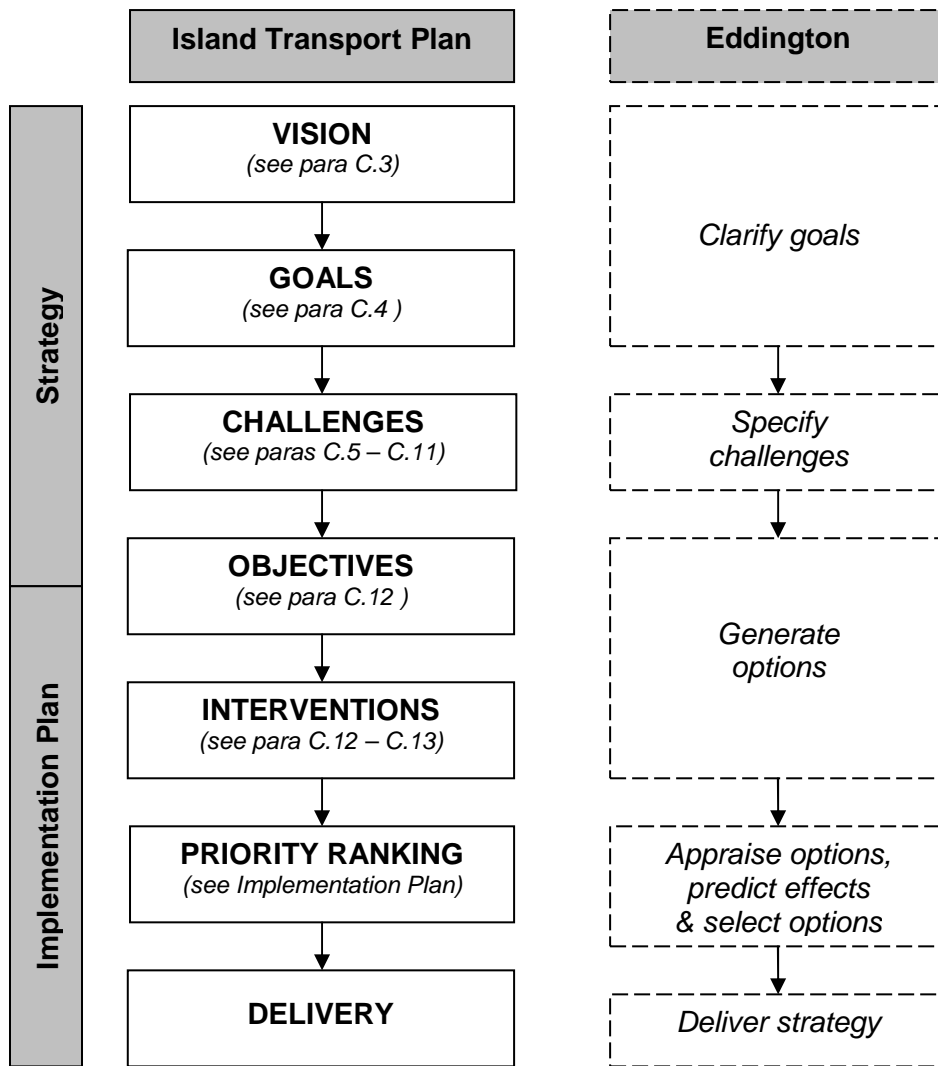 Island Transport Plan
Eddington
Strategy
Implementation Plan
VISION
(see para C.3)
GOALS
(see para C.4 )
CHALLENGES
(see paras C.5 – C.11)
OBJECTIVES
(see para C.12 )
INTERVENTIONS
(see para C.12 – C.13)
PRIORITY RANKING
(see Implementation Plan)
DELIVERY
Clarify goals
Specify
challenges
Generate
options
Appraise options,
predict effects
& select options
Deliver strategy